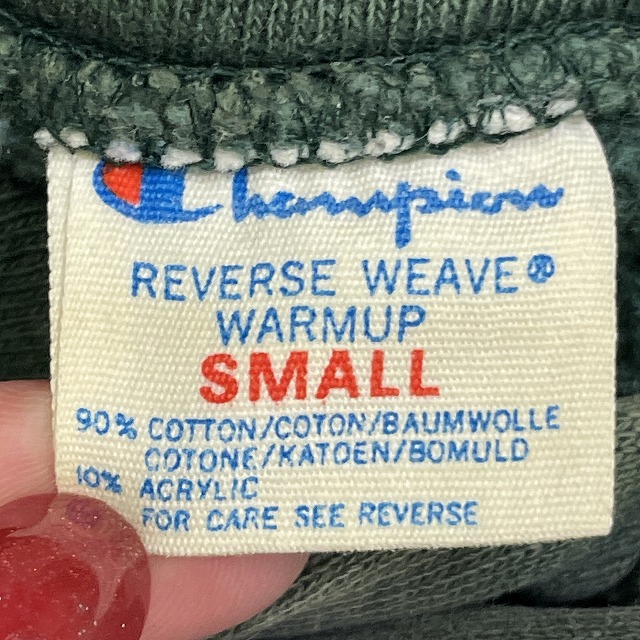 Champion
REVERSE WEAVE®
WARMUP
SMALL
90% COTTON/COTON/BAUMWOLLE
COTONE/KATOEN/BOMULD
10% ACRYLIC
FOR CARE SEE REVERSE